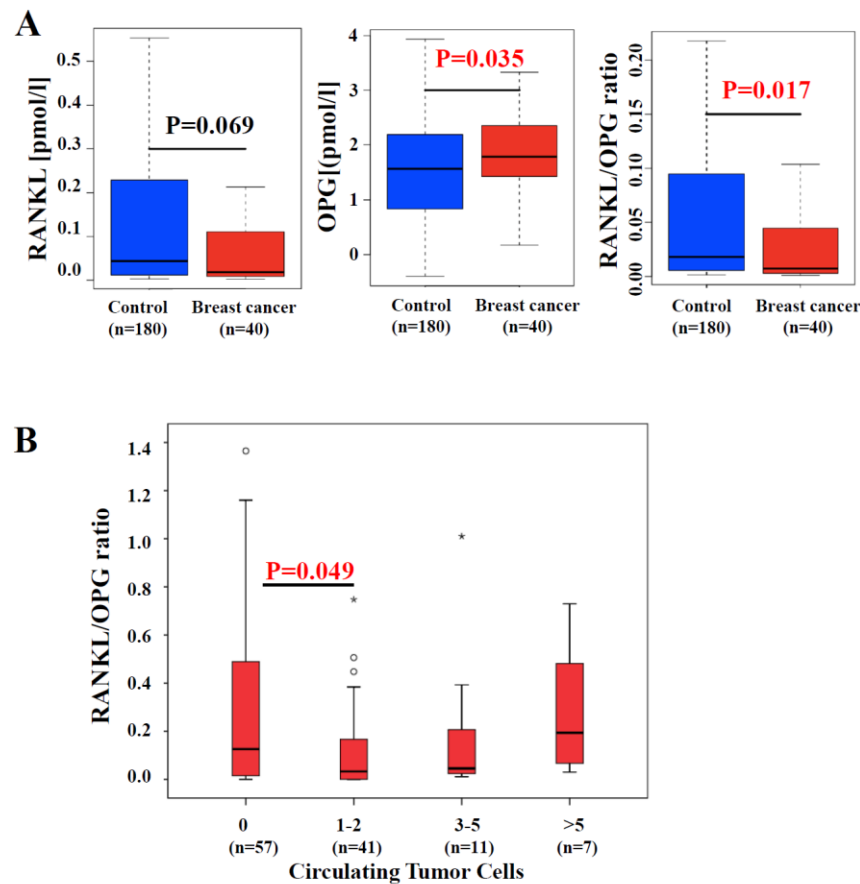 A
RANKL [pmol/l]
0.5
0.4
0.3
0.2
0.1
0.0
P=0.069
Control
(n=180)
Breast cancer
(n=40)
OPG[(pmol/l]
4
3
2
1
0
P=0.035
Control
(n=180)
Breast cancer
(n=40)
RANKL/OPG ratio
0.20
0.15
0.10
0.05
0.00
P=0.017
Control
(n=180)
Breast cancer
(n=40)
B
RANKL/OPG ratio
1.4
1.2
1.0
0.8
0.6
0.4
0.2
0.0
P=0.049
0
(n=57)
1-2
(n=41)
3-5
(n=11)
>5
(n=7)
Circulating Tumor Cells